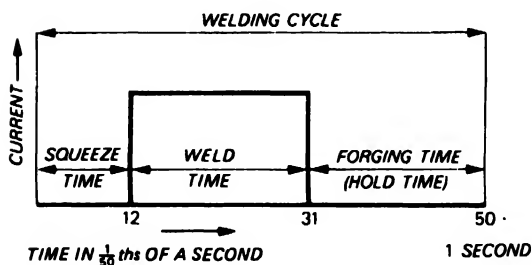 WELDING CYCLE
CURRENT
SQUEEZE TIME
WELD TIME
FORGING TIME
(HOLD TIME)
12 31 50
TIME IN 1/50 ths OF A SECOND 1 SECOND